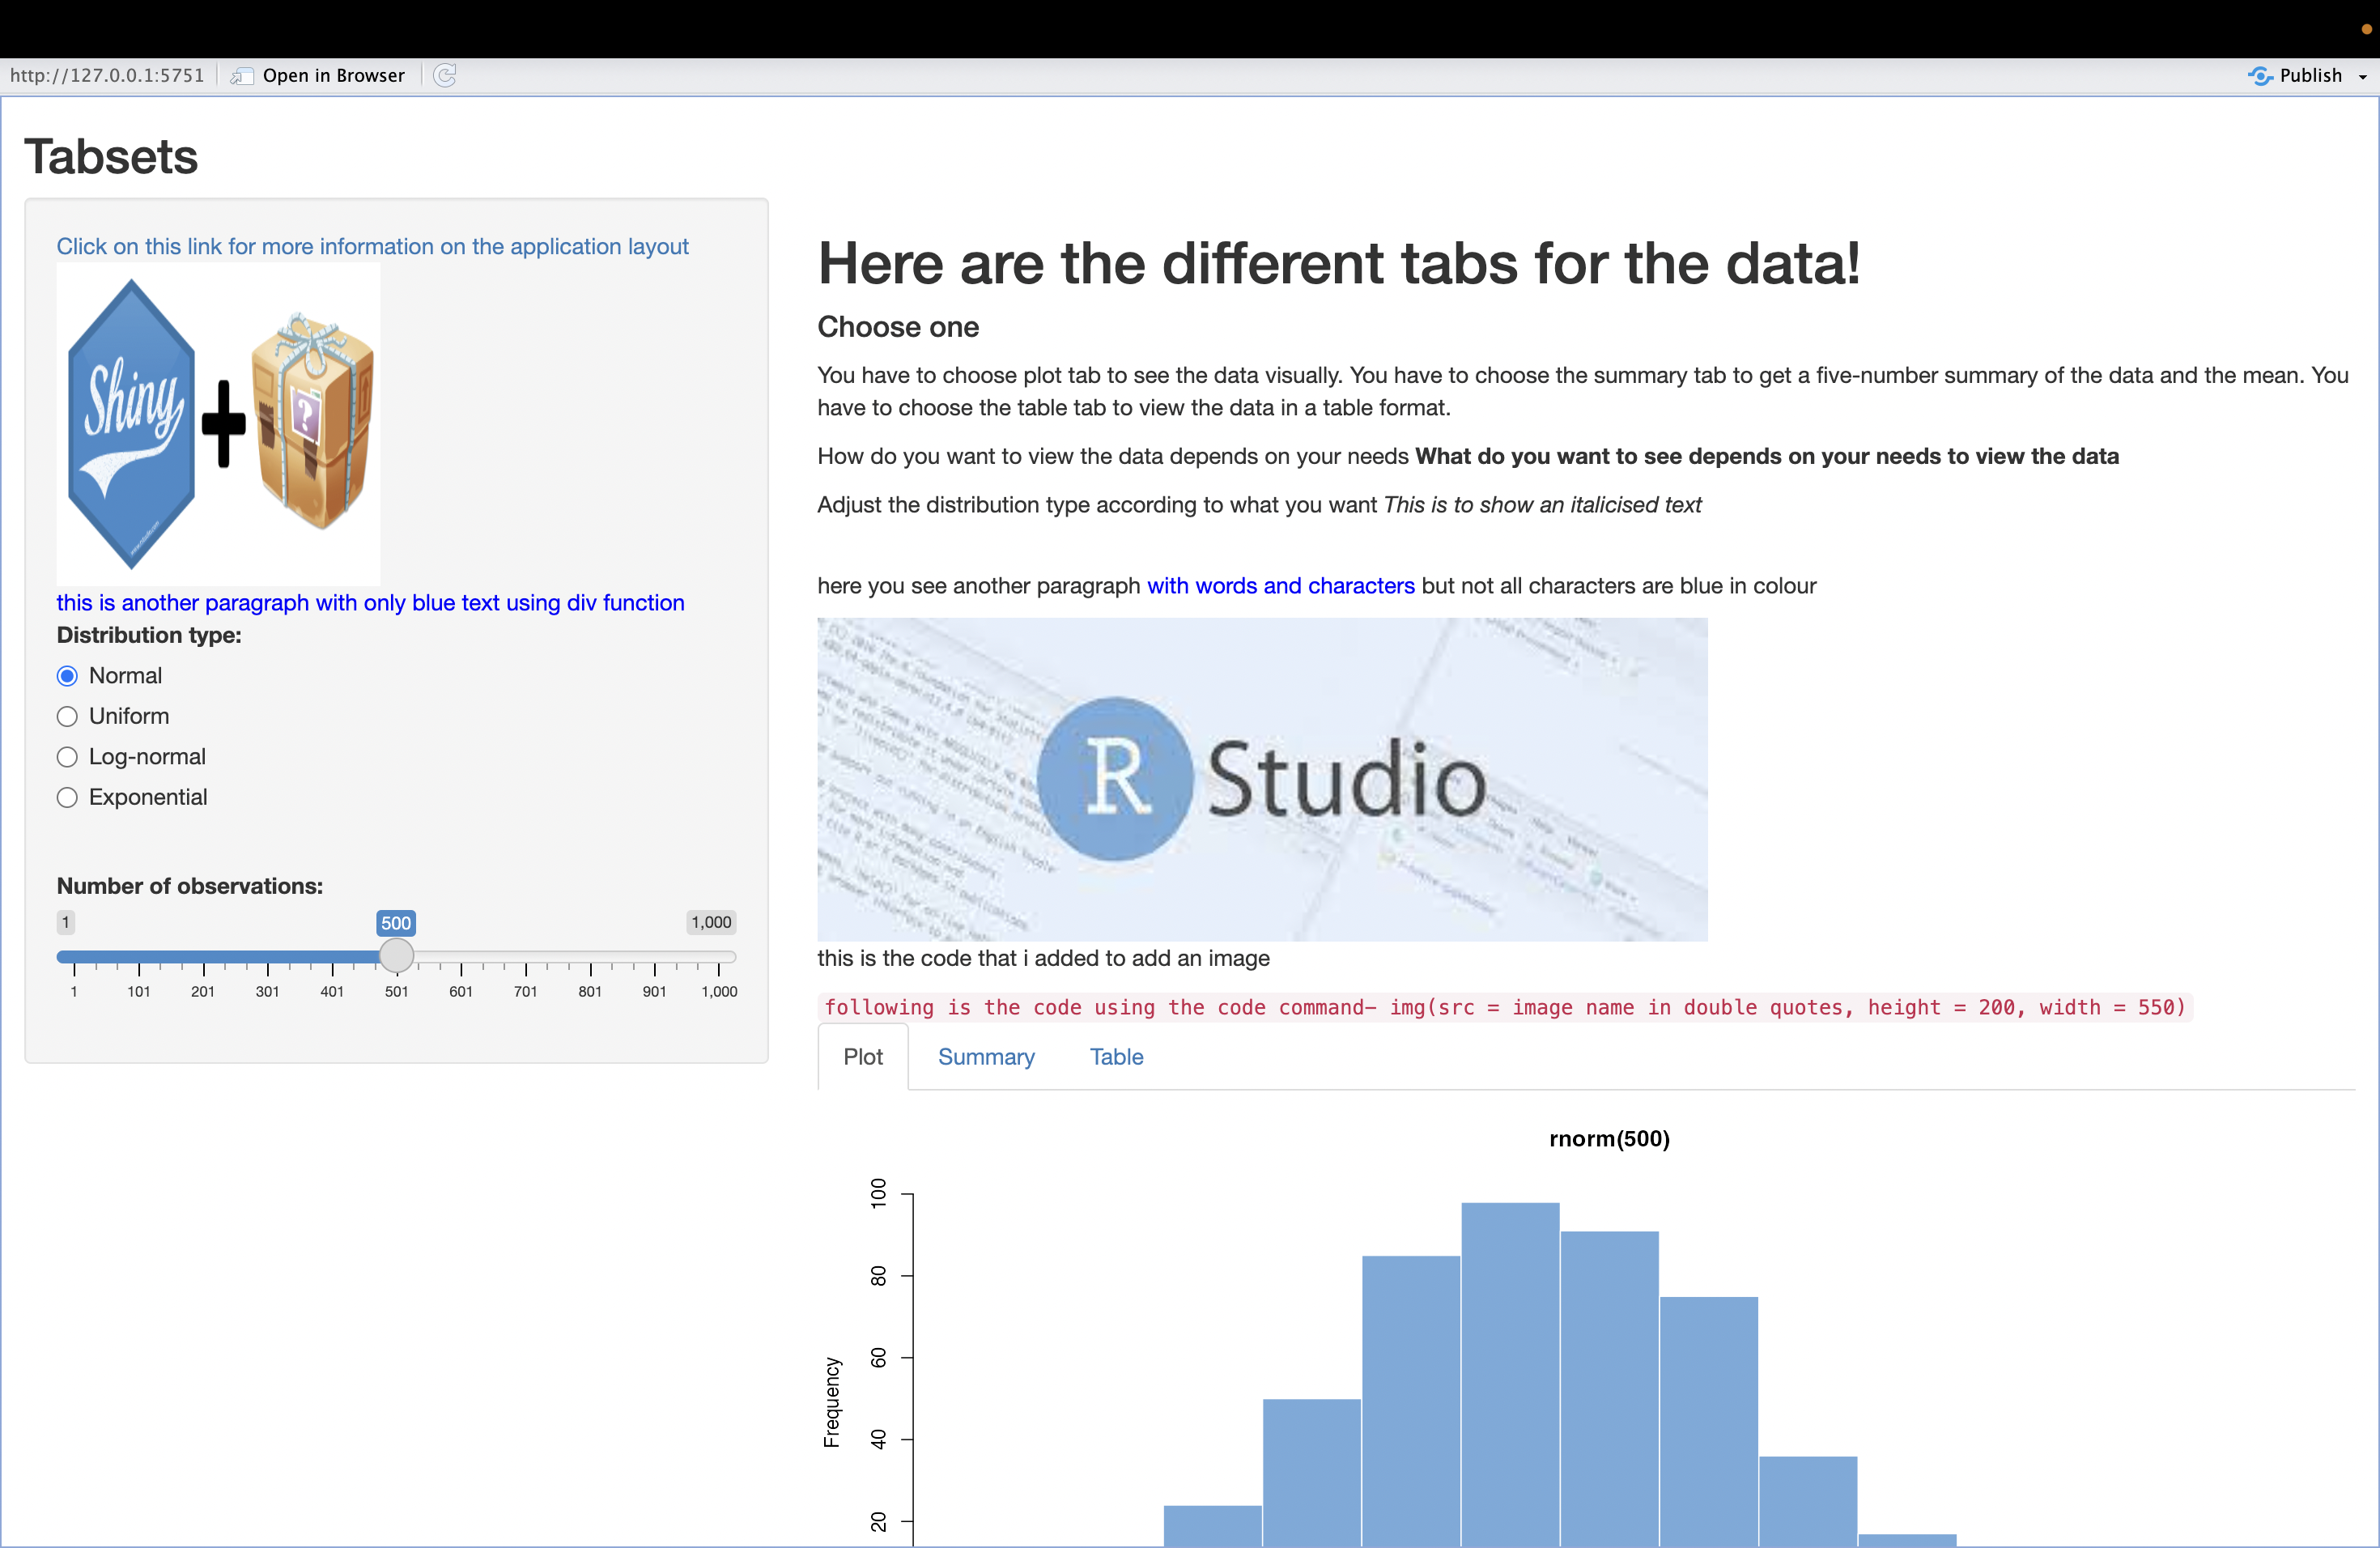 http://127.0.0.1:5751 Open in Browser Publish
Tabsets
Click on this link for more information on the application layout
Shiny
?
this is another paragraph with only blue text using div function
Distribution type:
Normal
Uniform
Log-normal
Exponential
Number of observations:
1 500 1,000
1 101 201 301 401 501 601 701 801 901 1,000
Here are the different tabs for the data!
Choose one
You have to choose plot tab to see the data visually. You have to choose the summary tab to get a five-number summary of the data and the mean. You
have to choose the table tab to view the data in a table format.
How do you want to view the data depends on your needs What do you want to see depends on your needs to view the data
Adjust the distribution type according to what you want This is to show an italicised text
here you see another paragraph with words and characters but not all characters are blue in colour
R Studio
this is the code that i added to add an image
following is the code using the code command- img(src = image name in double quotes, height = 200, width = 550)
Plot Summary Table
rnorm(500)
100
80
60
40
20
Frequency